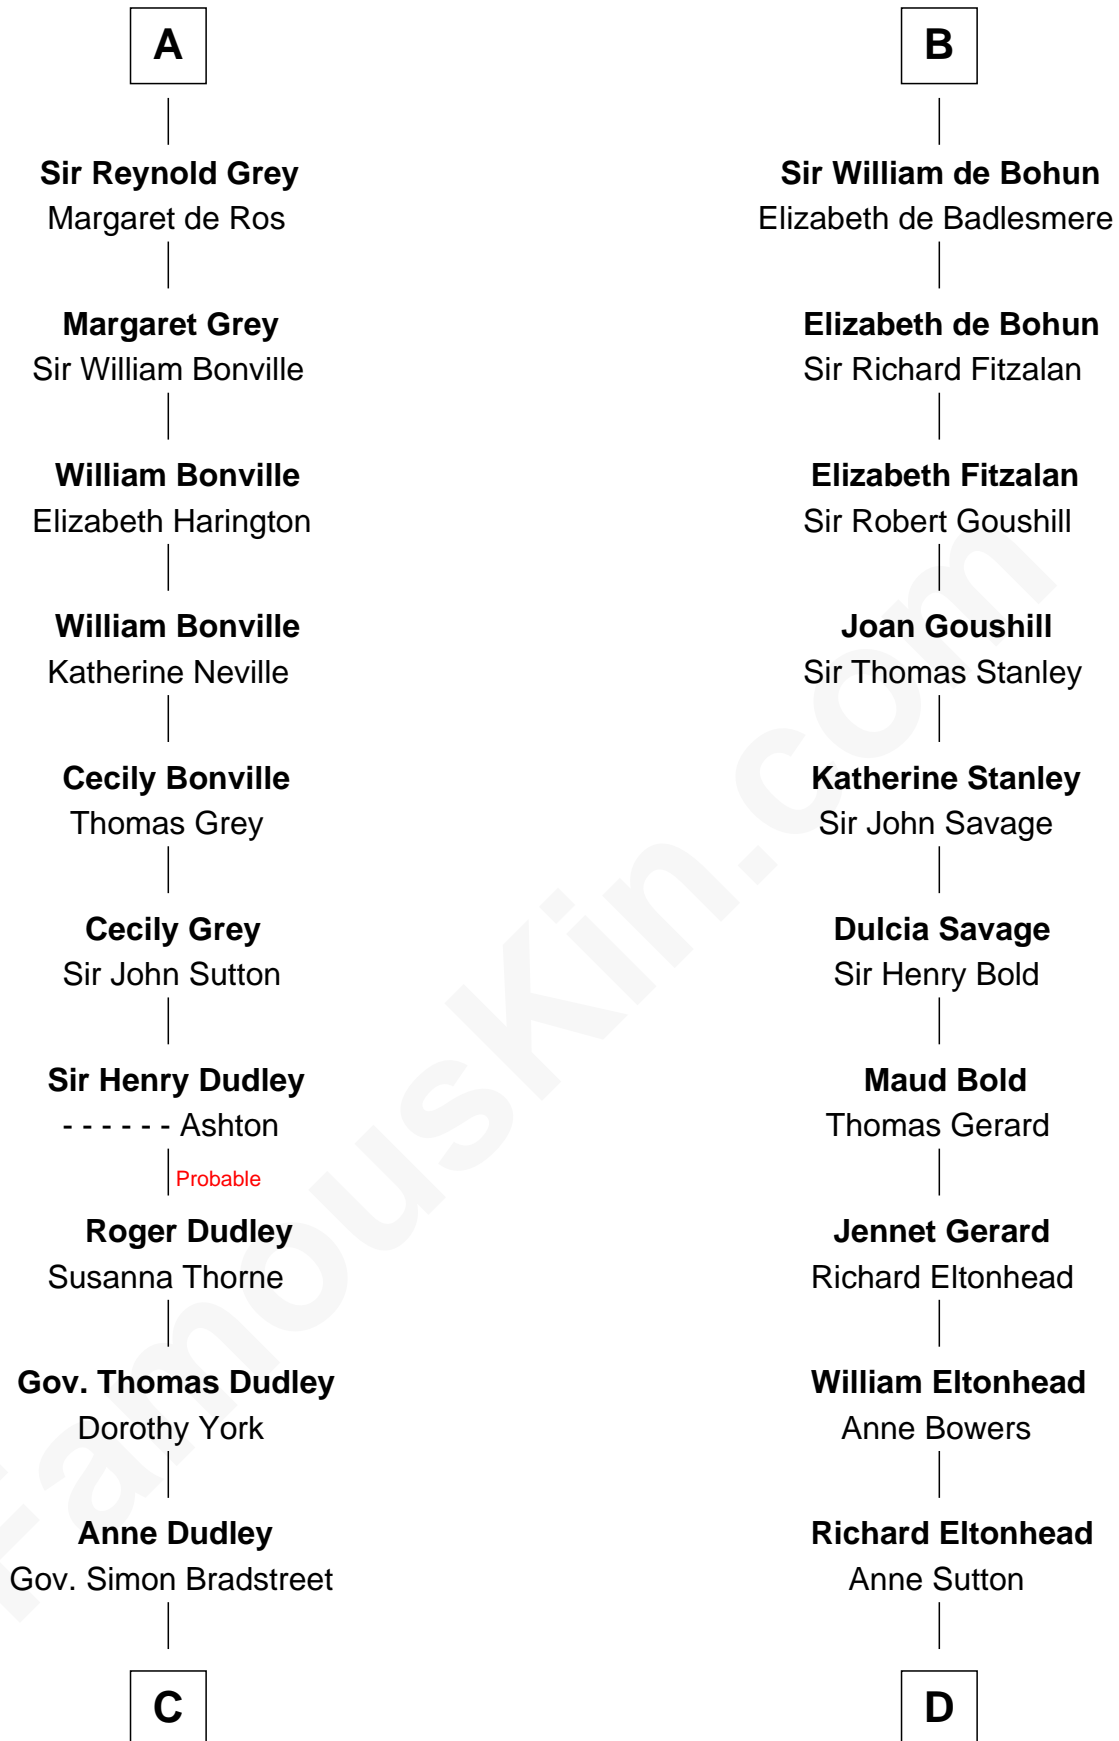 A
Sir Reynold Grey
Margaret de Ros
Margaret Grey
Sir William Bonville
William Bonville
Elizabeth Harington
William Bonville
Katherine Neville
Cecily Bonville
Thomas Grey
Cecily Grey
Sir John Sutton
Sir Henry Dudley
- - - - - - Ashton
Probable
Roger Dudley
Susanna Thorne
Gov. Thomas Dudley
Dorothy York
Anne Dudley
Gov. Simon Bradstreet
C
B
Sir William de Bohun
Elizabeth de Badlesmere
Elizabeth de Bohun
Sir Richard Fitzalan
Elizabeth Fitzalan
Sir Robert Goushill
Joan Goushill
Sir Thomas Stanley
Katherine Stanley
Sir John Savage
Dulcia Savage
Sir Henry Bold
Maud Bold
Thomas Gerard
Jennet Gerard
Richard Eltonhead
William Eltonhead
Anne Bowers
Richard Eltonhead
Anne Sutton
D
FamousKin.com